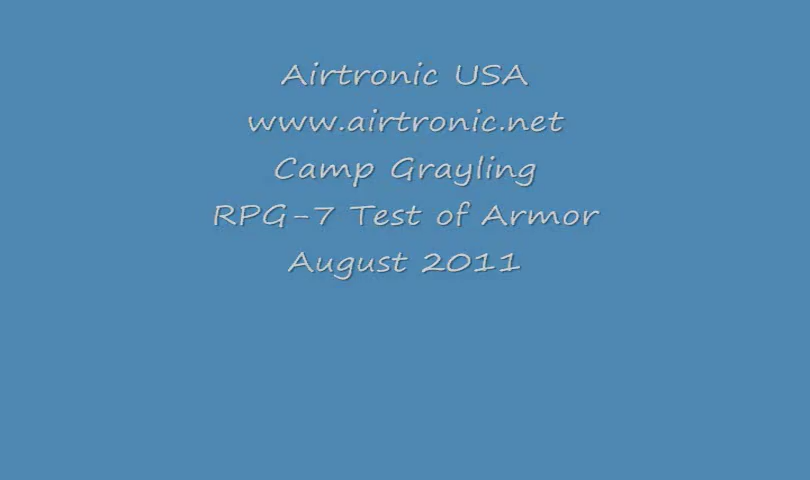 Airtronic USA
www.airtronic.net
Camp Grayling
RPG-7 Test of Armor
August 2011